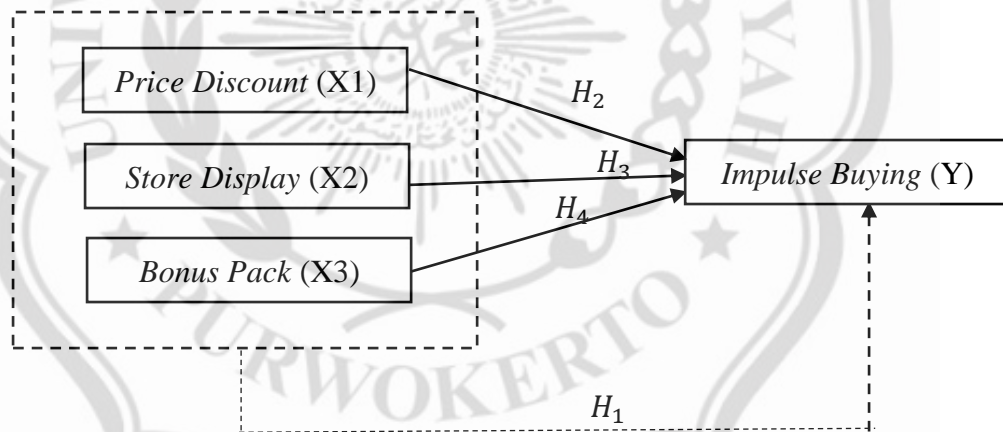 Price Discount (X1)
H₂
Store Display (X2)
H₃
Impulse Buying (Y)
H₄
Bonus Pack (X3)
PURWOKERTO
H₁